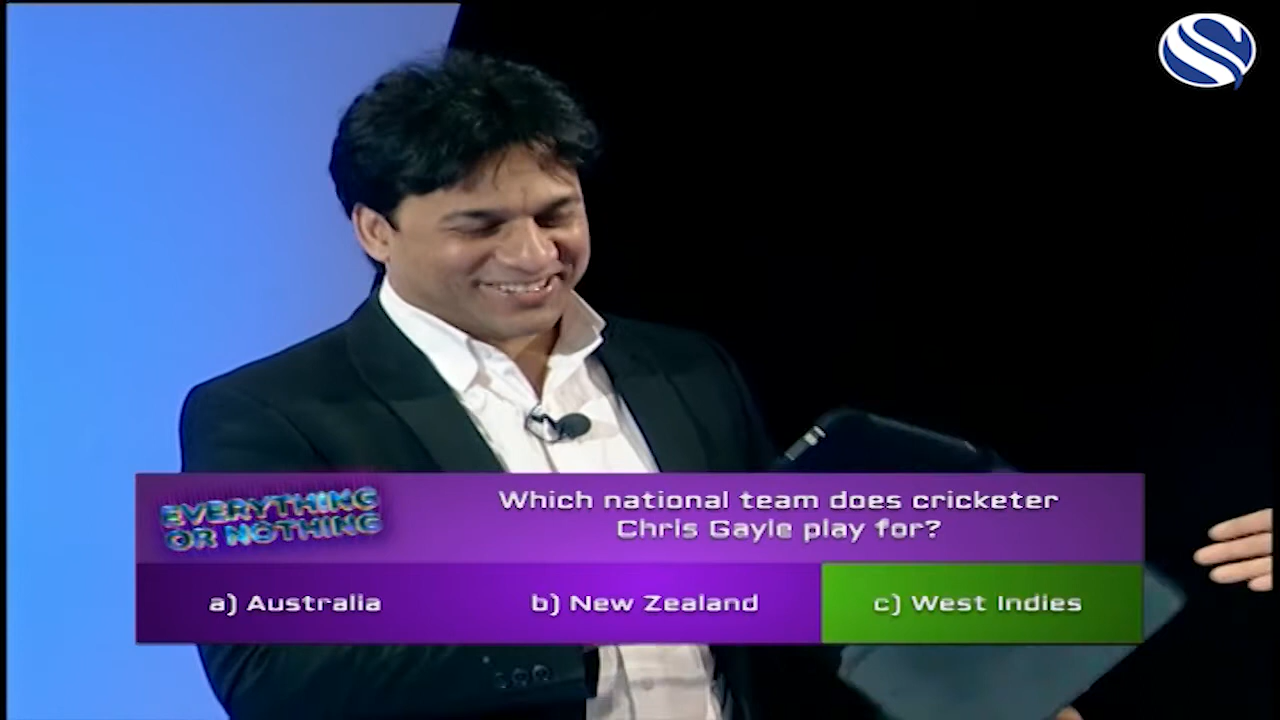 EVERYTHING
OR NOTHING
Which national team does cricketer
Chris Gayle play for?
a) Australia
b) New Zealand
c) West Indies